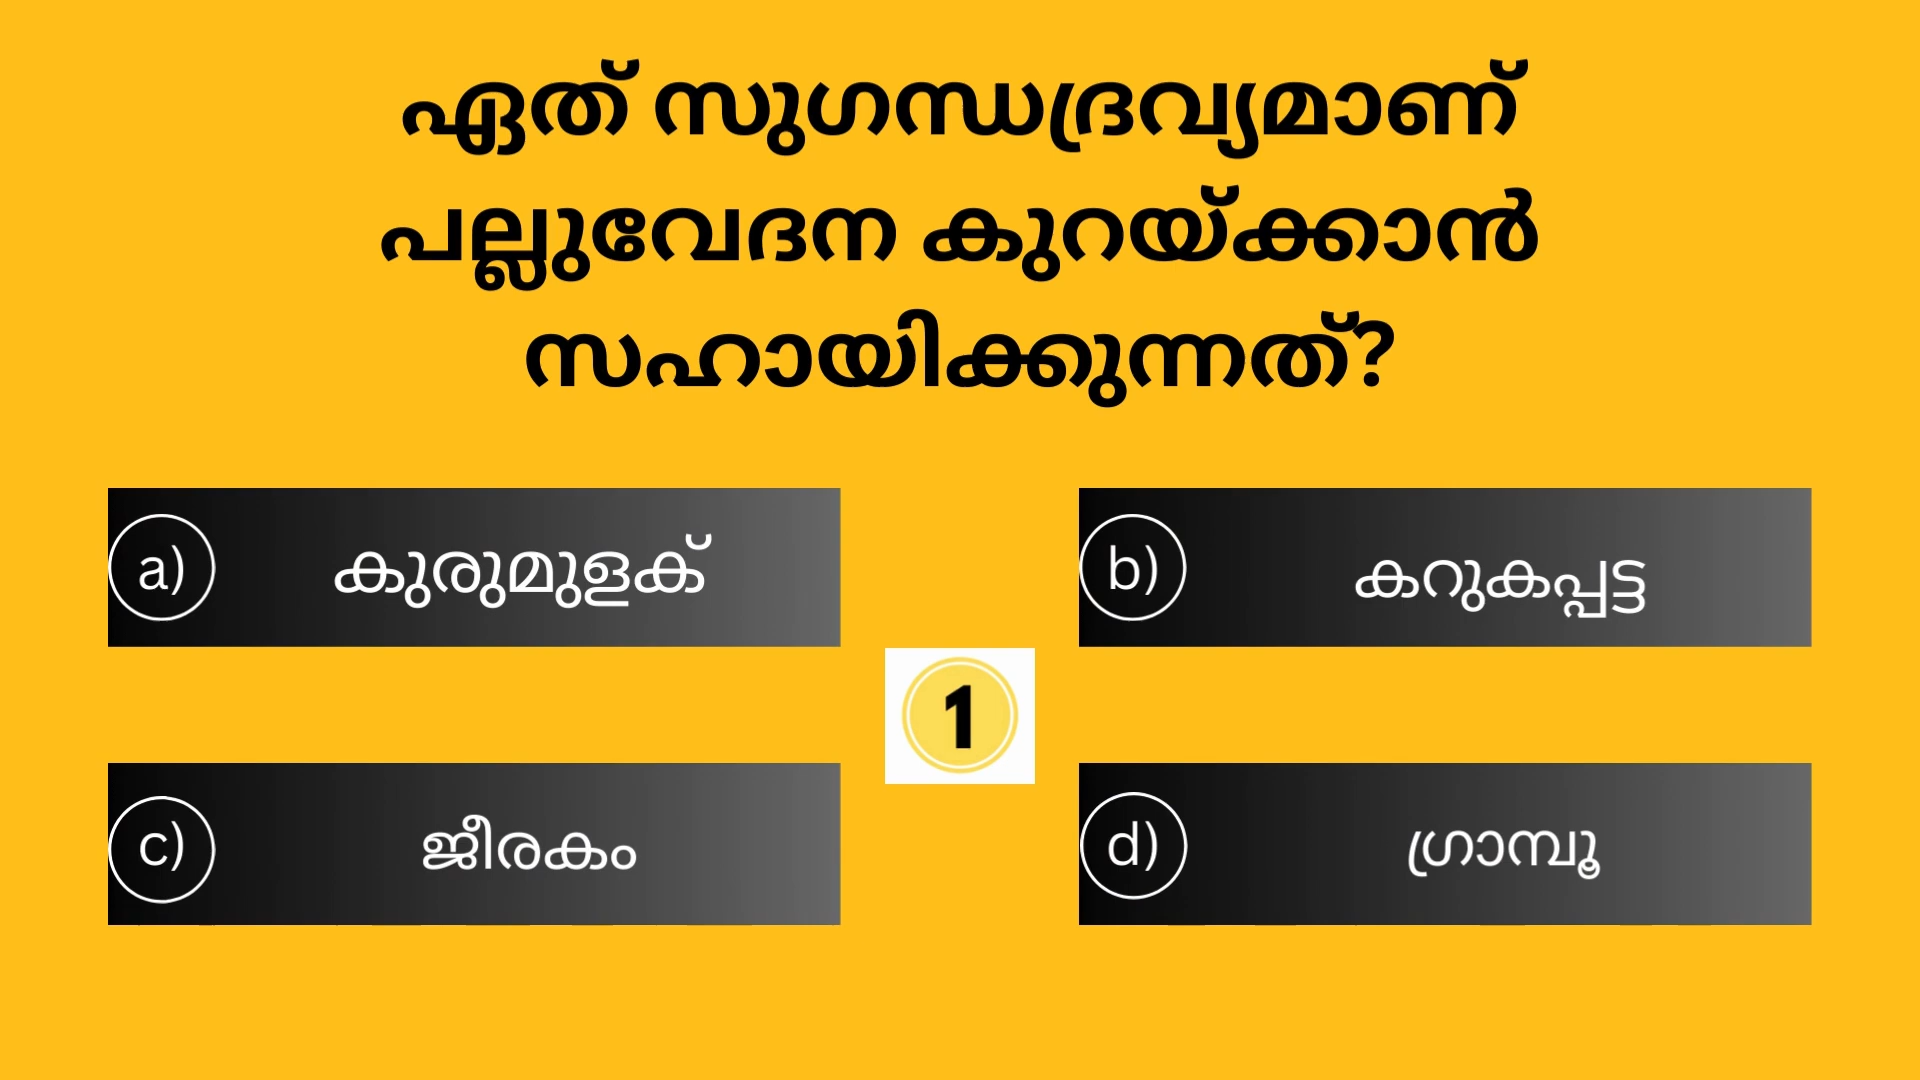 ഏത് സുഗന്ധദ്രവ്യമാണ്
പല്ലുവേദന കുറയ്ക്കാൻ
സഹായിക്കുന്നത്?
a) കുരുമുളക്
b) കറുകപ്പട്ട
1
c) ജീരകം
d) ഗ്രാമ്പൂ